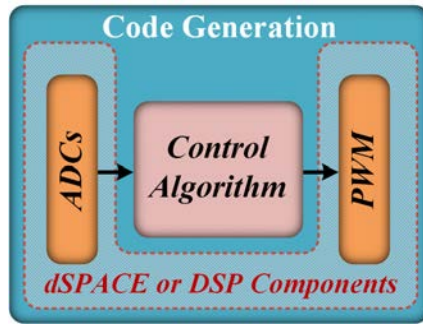 Code Generation
ADCs
Control
Algorithm
PWM
dSPACE or DSP Components